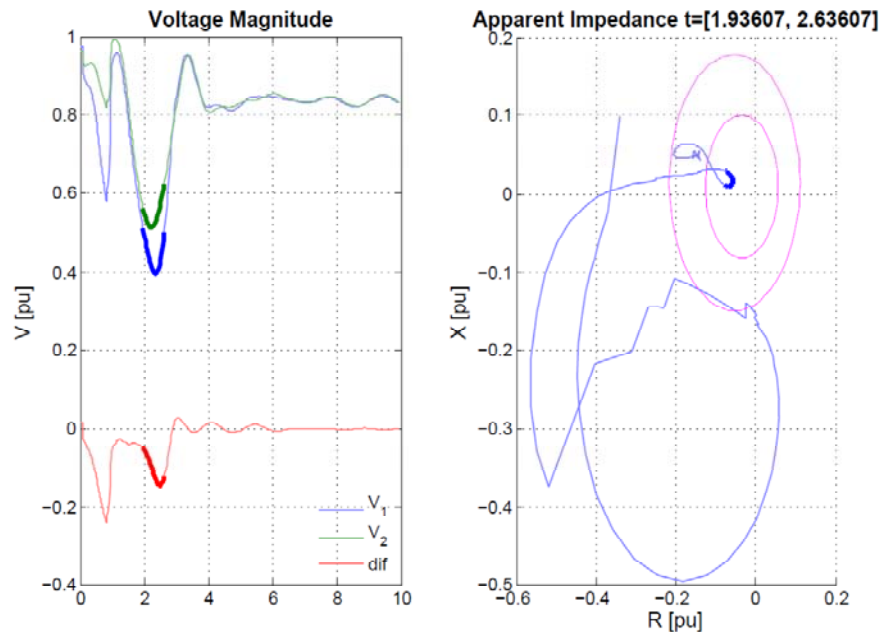 Voltage Magnitude
Apparent Impedance t=[1.93607, 2.63607]
1
0.8
0.6
0.4
0.2
0
−0.2
−0.4
V [pu]
V1
V2
dif
0 2 4 6 8 10
0.2
0.1
0
−0.1
−0.2
−0.3
−0.4
−0.5
X [pu]
−0.6 −0.4 −0.2 0 0.2
R [pu]